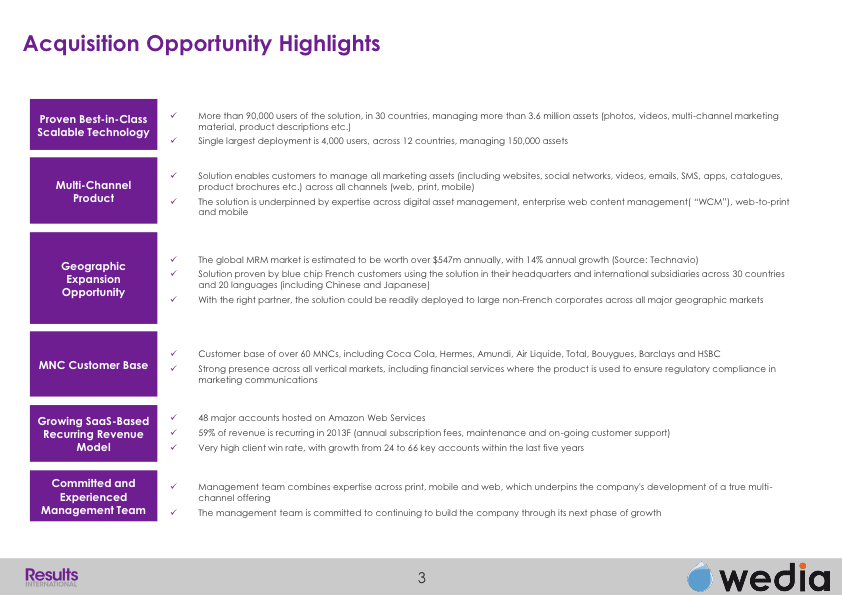 Acquisition Opportunity Highlights
Proven Best-in-Class
Scalable Technology
✓ More than 90,000 users of the solution, in 30 countries, managing more than 3.6 million assets (photos, videos, multi-channel marketing
material, product descriptions etc.)
✓ Single largest deployment is 4,000 users, across 12 countries, managing 150,000 assets
Multi-Channel
Product
✓ Solution enables customers to manage all marketing assets (including websites, social networks, videos, emails, SMS, apps, catalogues,
product brochures etc.) across all channels (web, print, mobile)
✓ The solution is underpinned by expertise across digital asset management, enterprise web content management( “WCM”), web-to-print
and mobile
Geographic
Expansion
Opportunity
✓ The global MRM market is estimated to be worth over $547m annually, with 14% annual growth (Source: Technavio)
✓ Solution proven by blue chip French customers using the solution in their headquarters and international subsidiaries across 30 countries
and 20 languages (including Chinese and Japanese)
✓ With the right partner, the solution could be readily deployed to large non-French corporates across all major geographic markets
MNC Customer Base
✓ Customer base of over 60 MNCs, including Coca Cola, Hermes, Amundi, Air Liquide, Total, Bouygues, Barclays and HSBC
✓ Strong presence across all vertical markets, including financial services where the product is used to ensure regulatory compliance in
marketing communications
Growing SaaS-Based
Recurring Revenue
Model
✓ 48 major accounts hosted on Amazon Web Services
✓ 59% of revenue is recurring in 2013F (annual subscription fees, maintenance and on-going customer support)
✓ Very high client win rate, with growth from 24 to 66 key accounts within the last five years
Committed and
Experienced
Management Team
✓ Management team combines expertise across print, mobile and web, which underpins the company's development of a true multi-
channel offering
✓ The management team is committed to continuing to build the company through its next phase of growth
Results
INTERNATIONAL
3
wedia